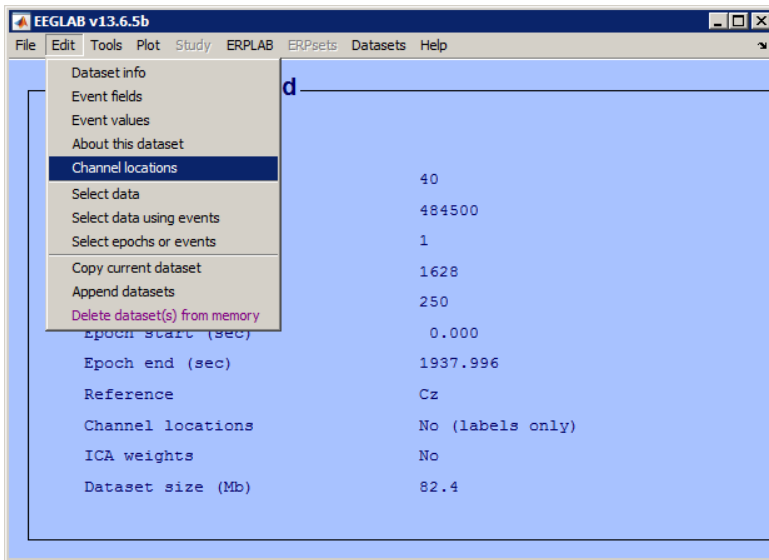 EEGLAB v13.6.5b
File Edit Tools Plot Study ERPLAB ERPsets Datasets Help
Dataset info
Event fields
Event values
About this dataset
Channel locations
Select data
Select data using events
Select epochs or events
Copy current dataset
Append datasets
Delete dataset(s) from memory
d
40
484500
1
1628
250
Epoch start (sec) 0.000
Epoch end (sec) 1937.996
Reference Cz
Channel locations No (labels only)
ICA weights No
Dataset size (Mb) 82.4